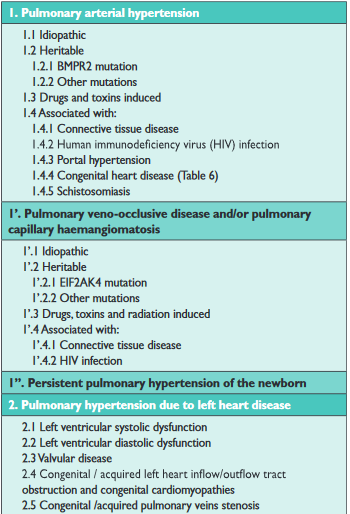 1. Pulmonary arterial hypertension
1.1 Idiopathic
1.2 Heritable
1.2.1 BMPR2 mutation
1.2.2 Other mutations
1.3 Drugs and toxins induced
1.4 Associated with:
1.4.1 Connective tissue disease
1.4.2 Human immunodeficiency virus (HIV) infection
1.4.3 Portal hypertension
1.4.4 Congenital heart disease (Table 6)
1.4.5 Schistosomiasis
1’. Pulmonary veno-occlusive disease and/or pulmonary
capillary haemangiomatosis
1’.1 Idiopathic
1’.2 Heritable
1’.2.1 EIF2AK4 mutation
1’.2.2 Other mutations
1’.3 Drugs, toxins and radiation induced
1’.4 Associated with:
1’.4.1 Connective tissue disease
1’.4.2 HIV infection
1’’. Persistent pulmonary hypertension of the newborn
2. Pulmonary hypertension due to left heart disease
2.1 Left ventricular systolic dysfunction
2.2 Left ventricular diastolic dysfunction
2.3 Valvular disease
2.4 Congenital / acquired left heart inflow/outflow tract
obstruction and congenital cardiomyopathies
2.5 Congenital /acquired pulmonary veins stenosis